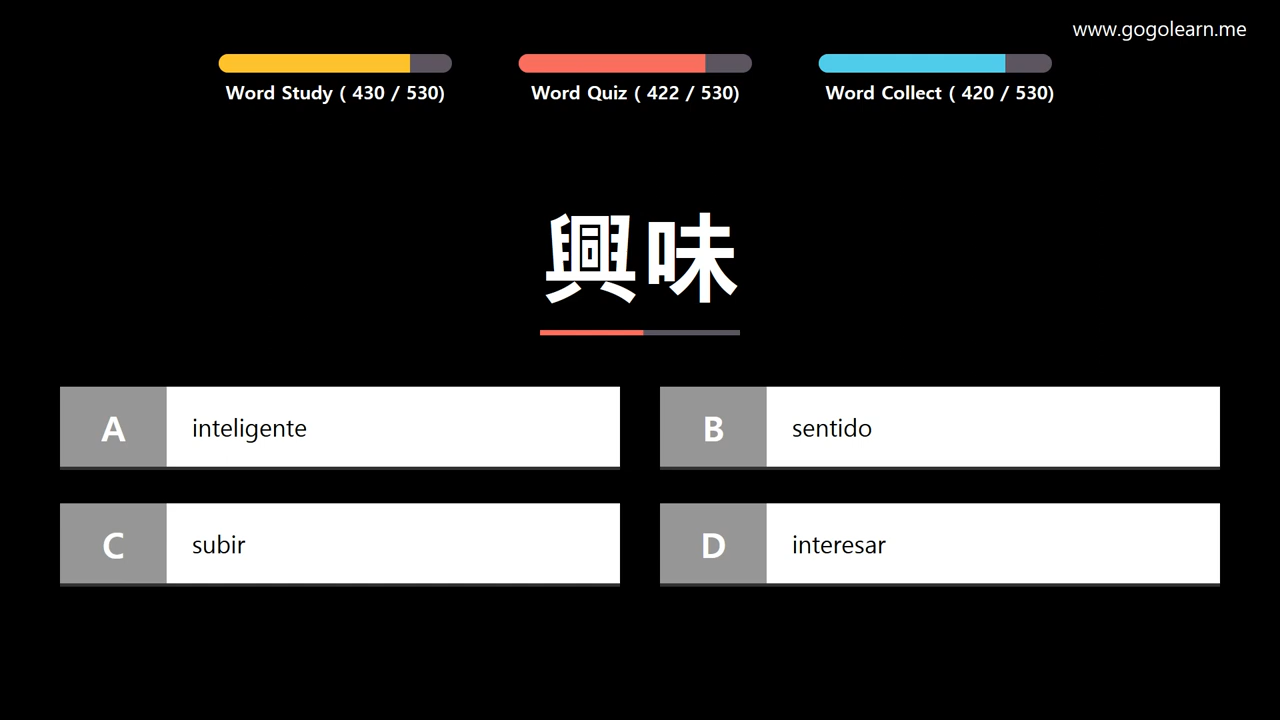 www.gogolearn.me
Word Study ( 430 / 530)
Word Quiz ( 422 / 530)
Word Collect ( 420 / 530)
興味
A inteligente
B sentido
C subir
D interesar